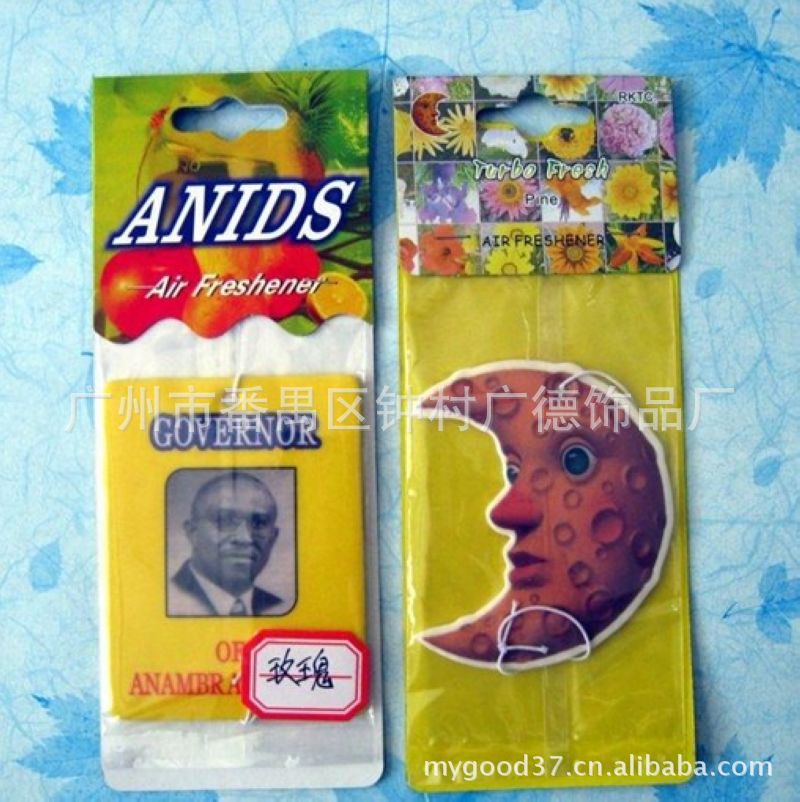 ANIDS
Air Freshener
GOVERNOR
OF
ANAMBRA
玫瑰
RKTC
Turbo Fresh
Pine
AIR FRESHENER
广州市番禺区钟村广德饰品厂
mygood37.cn.alibaba.com